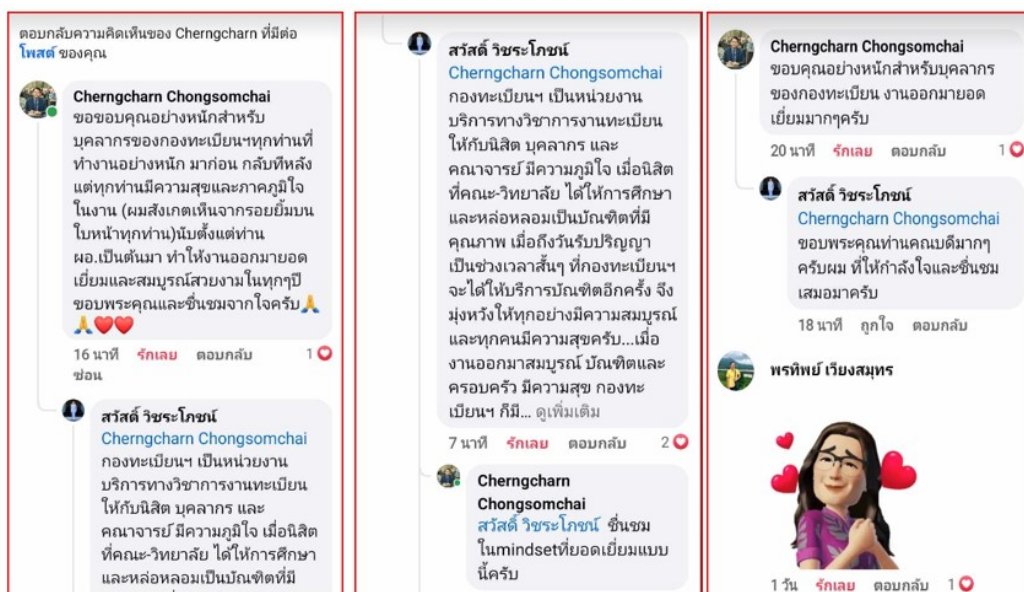 ตอบกลับความคิดเห็นของ Cherngcharn ที่มีต่อ
โพสต์ ของคุณ
Cherngcharn Chongsomchai
ขอขอบคุณอย่างหนักสำหรับ
บุคลากรของกองทะเบียนฯทุกท่านที่
ทำงานอย่างหนัก มาก่อน กลับทีหลัง
แต่ทุกท่านมีความสุขและภาคภูมิใจ
ในงาน (ผมสังเกตเห็นจากรอยยิ้มบน
ใบหน้าทุกท่าน)นับตั้งแต่ท่าน
ผอ.เป็นต้นมา ทำให้งานออกมายอด
เยี่ยมและสมบูรณ์สวยงามในทุกๆปี
ขอบพระคุณและชื่นชมจากใจครับ🙏
🙏❤️❤️
16 นาที รักเลย ตอบกลับ 1
ซ่อน
สวัสดิ์ วิชระโภชน์
Cherngcharn Chongsomchai
กองทะเบียนฯ เป็นหน่วยงาน
บริการทางวิชาการงานทะเบียน
ให้กับนิสิต บุคลากร และ
คณาจารย์ มีความภูมิใจ เมื่อนิสิต
ที่คณะ-วิทยาลัย ได้ให้การศึกษา
และหล่อหลอมเป็นบัณฑิตที่มี
สวัสดิ์ วิชระโภชน์
Cherngcharn Chongsomchai
กองทะเบียนฯ เป็นหน่วยงาน
บริการทางวิชาการงานทะเบียน
ให้กับนิสิต บุคลากร และ
คณาจารย์ มีความภูมิใจ เมื่อนิสิต
ที่คณะ-วิทยาลัย ได้ให้การศึกษา
และหล่อหลอมเป็นบัณฑิตที่มี
คุณภาพ เมื่อถึงวันรับปริญญา
เป็นช่วงเวลาสั้นๆ ที่กองทะเบียนฯ
จะได้ให้บริการบัณฑิตอีกครั้ง จึง
มุ่งหวังให้ทุกอย่างมีความสมบูรณ์
และทุกคนมีความสุขครับ...เมื่อ
งานออกมาสมบูรณ์ บัณฑิตและ
ครอบครัว มีความสุข กองทะ
เบียนฯ ก็มี... ดูเพิ่มเติม
7 นาที รักเลย ตอบกลับ 2
Cherngcharn
Chongsomchai
สวัสดิ์ วิชระโภชน์ ชื่นชม
ในmindsetที่ยอดเยี่ยมแบบ
นี้ครับ
Cherngcharn Chongsomchai
ขอบคุณอย่างหนักสำหรับบุคลากร
ของกองทะเบียน งานออกมายอด
เยี่ยมมากๆครับ
20 นาที รักเลย ตอบกลับ 1
สวัสดิ์ วิชระโภชน์
Cherngcharn Chongsomchai
ขอบพระคุณท่านคณบดีมากๆ
ครับผม ที่ให้กำลังใจและชื่นชม
เสมอมาครับ
18 นาที ถูกใจ ตอบกลับ
พรทิพย์ เวียงสมุทร
1 วัน รักเลย ตอบกลับ 1